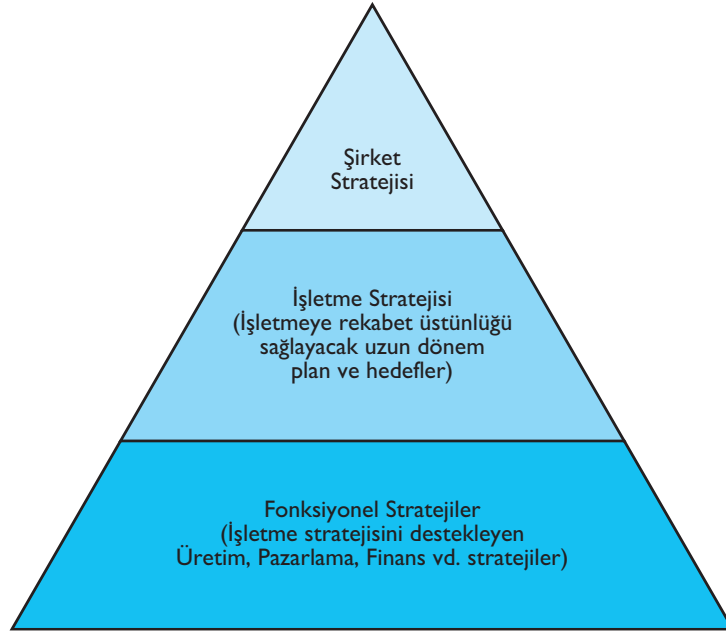 Şirket
Stratejisi
İşletme Stratejisi
(İşletmeye rekabet üstünlüğü
sağlayacak uzun dönem
plan ve hedefler)
Fonksiyonel Stratejiler
(İşletme stratejisini destekleyen
Üretim, Pazarlama, Finans vd. stratejiler)